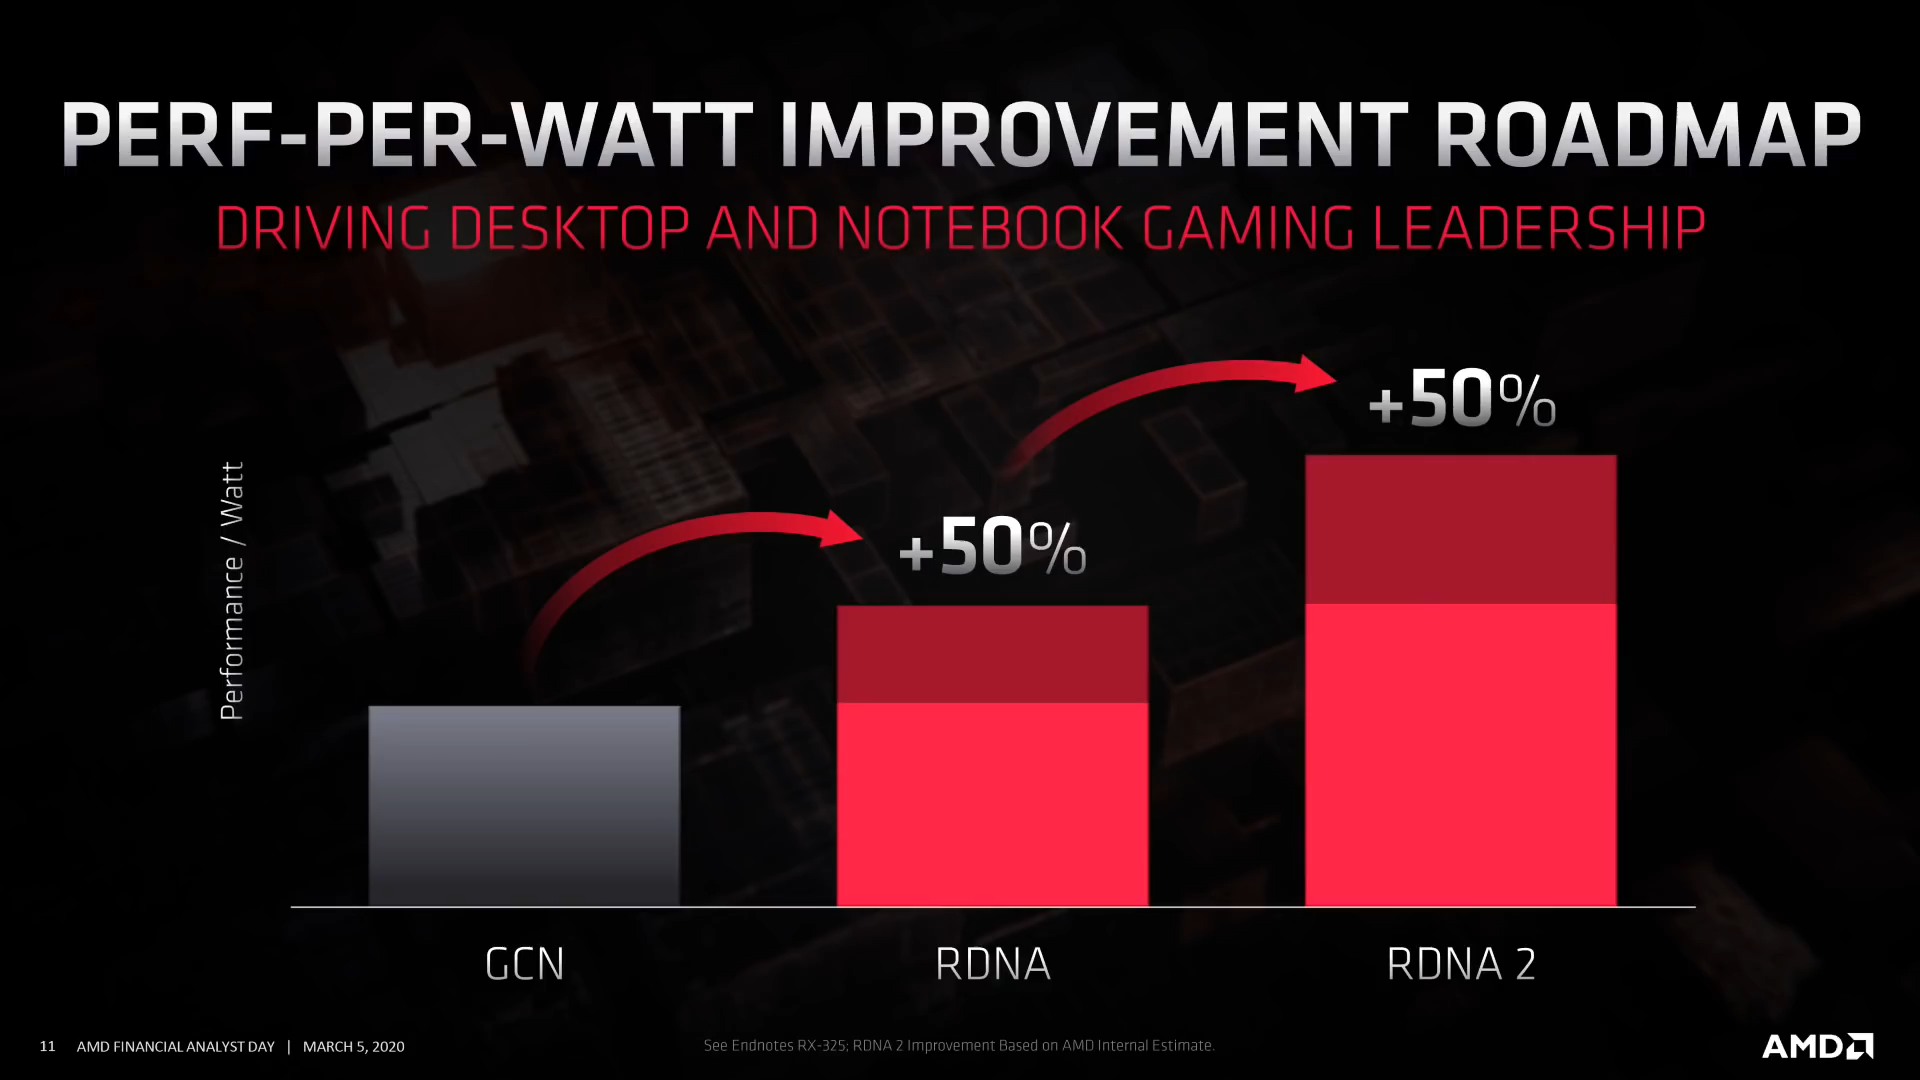 PERF-PER-WATT IMPROVEMENT ROADMAP
DRIVING DESKTOP AND NOTEBOOK GAMING LEADERSHIP
Performance / Watt
+50%
+50%
GCN
RDNA
RDNA 2
11 AMD FINANCIAL ANALYST DAY | MARCH 5, 2020
See Endnotes RX-325; RDNA 2 Improvement Based on AMD Internal Estimate.
AMD